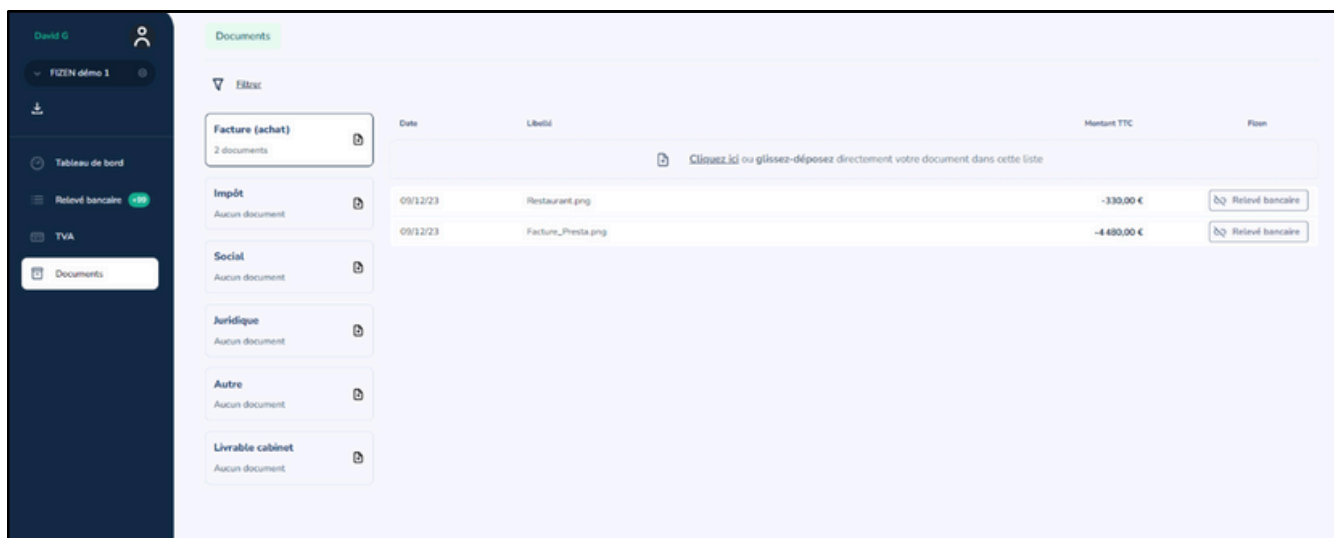 David G
FIZEN démo 1
Tableau de bord
Relevé bancaire +99
TVA
Documents
Documents
Filtrer
Facture (achat)
2 documents
Impôt
Aucun document
Social
Aucun document
Juridique
Aucun document
Autre
Aucun document
Livrable cabinet
Aucun document
Date Libellé Montant TTC Fizen
Cliquez ici ou glissez-déposez directement votre document dans cette liste
09/12/23 Restaurant.png -330,00 € Relevé bancaire
09/12/23 Facture_Presta.png -4 480,00 € Relevé bancaire